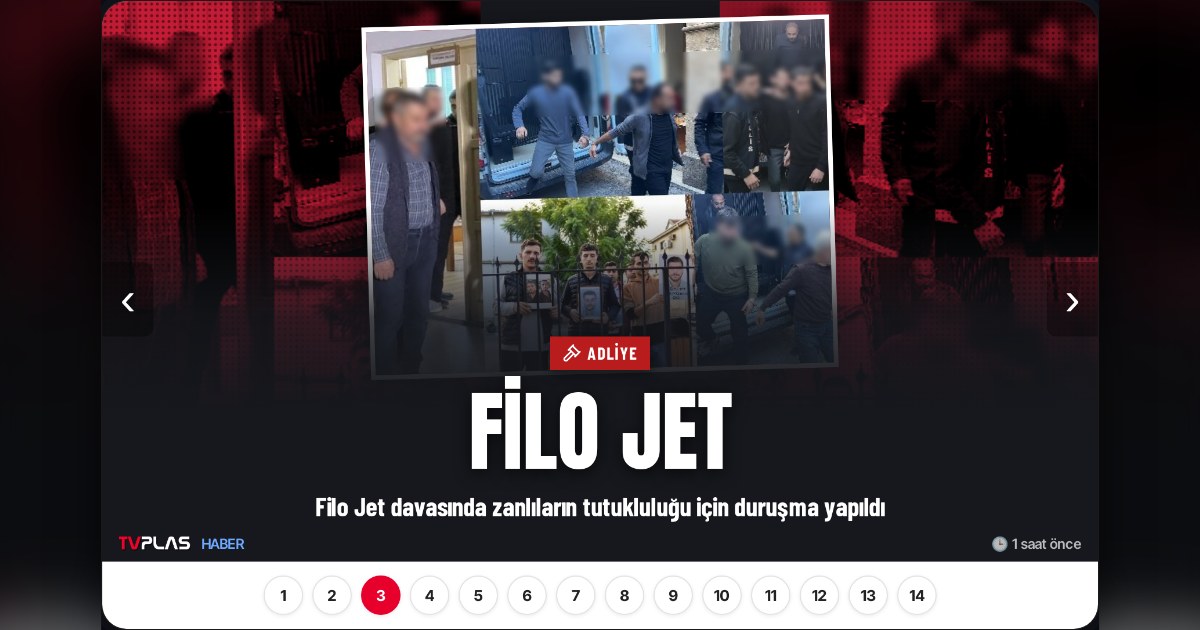 ADLİYE
FİLO JET
Filo Jet davasında zanlıların tutukluluğu için duruşma yapıldı
TVPLAS HABER
1 saat önce
1 2 3 4 5 6 7 8 9 10 11 12 13 14